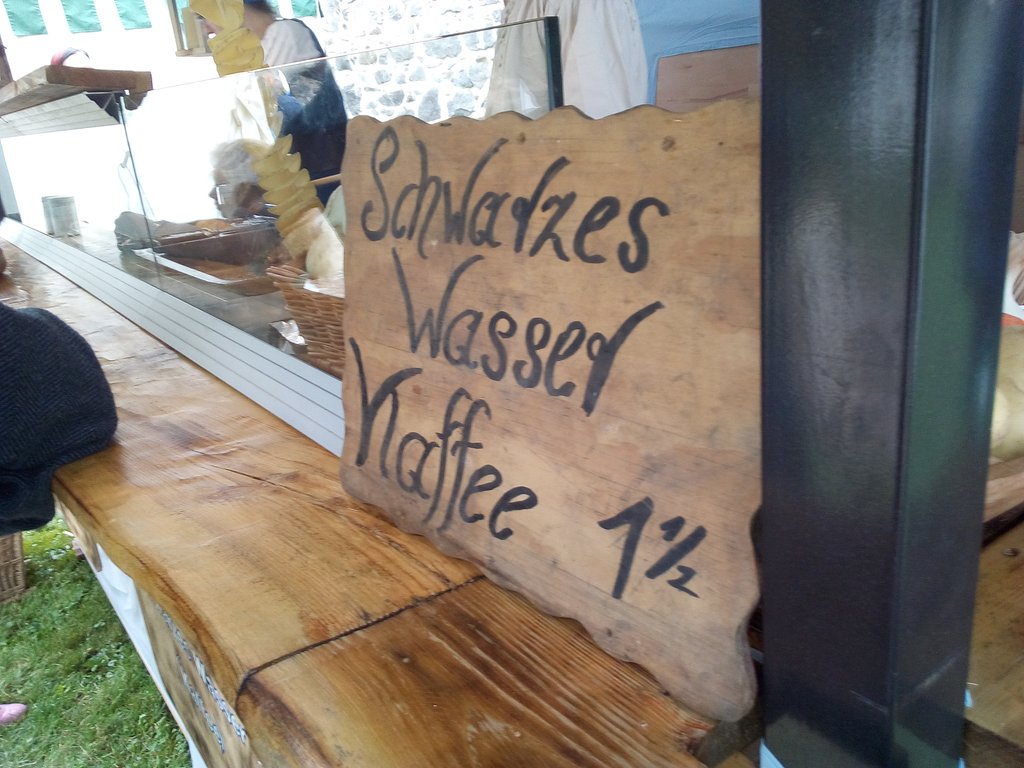 Schwarzes
Wasser
Kaffee 1½